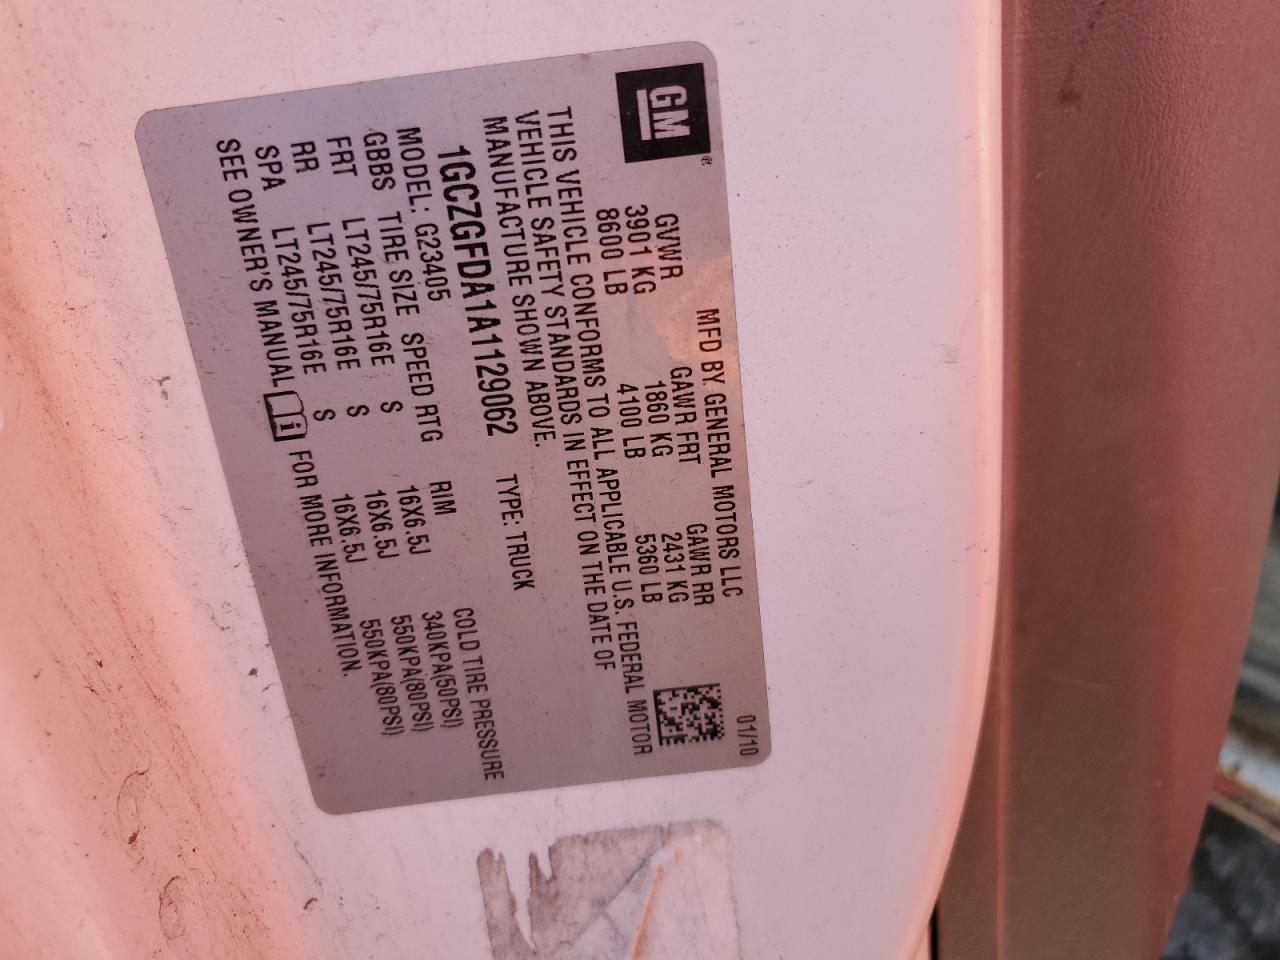 GM®
MFD BY GENERAL MOTORS LLC 01/10
GVWR GAWR FRT GAWR RR
3901 KG 1860 KG 2431 KG
8600 LB 4100 LB 5360 LB
THIS VEHICLE CONFORMS TO ALL APPLICABLE U.S. FEDERAL MOTOR
VEHICLE SAFETY STANDARDS IN EFFECT ON THE DATE OF
MANUFACTURE SHOWN ABOVE.
1GCZGFDA1A1129062 TYPE: TRUCK
MODEL: G23405
GBBS TIRE SIZE SPEED RTG RIM COLD TIRE PRESSURE
FRT LT245/75R16E S 16X6.5J 340KPA(50PSI)
RR LT245/75R16E S 16X6.5J 550KPA(80PSI)
SPA LT245/75R16E S 16X6.5J 550KPA(80PSI)
SEE OWNER'S MANUAL i FOR MORE INFORMATION.